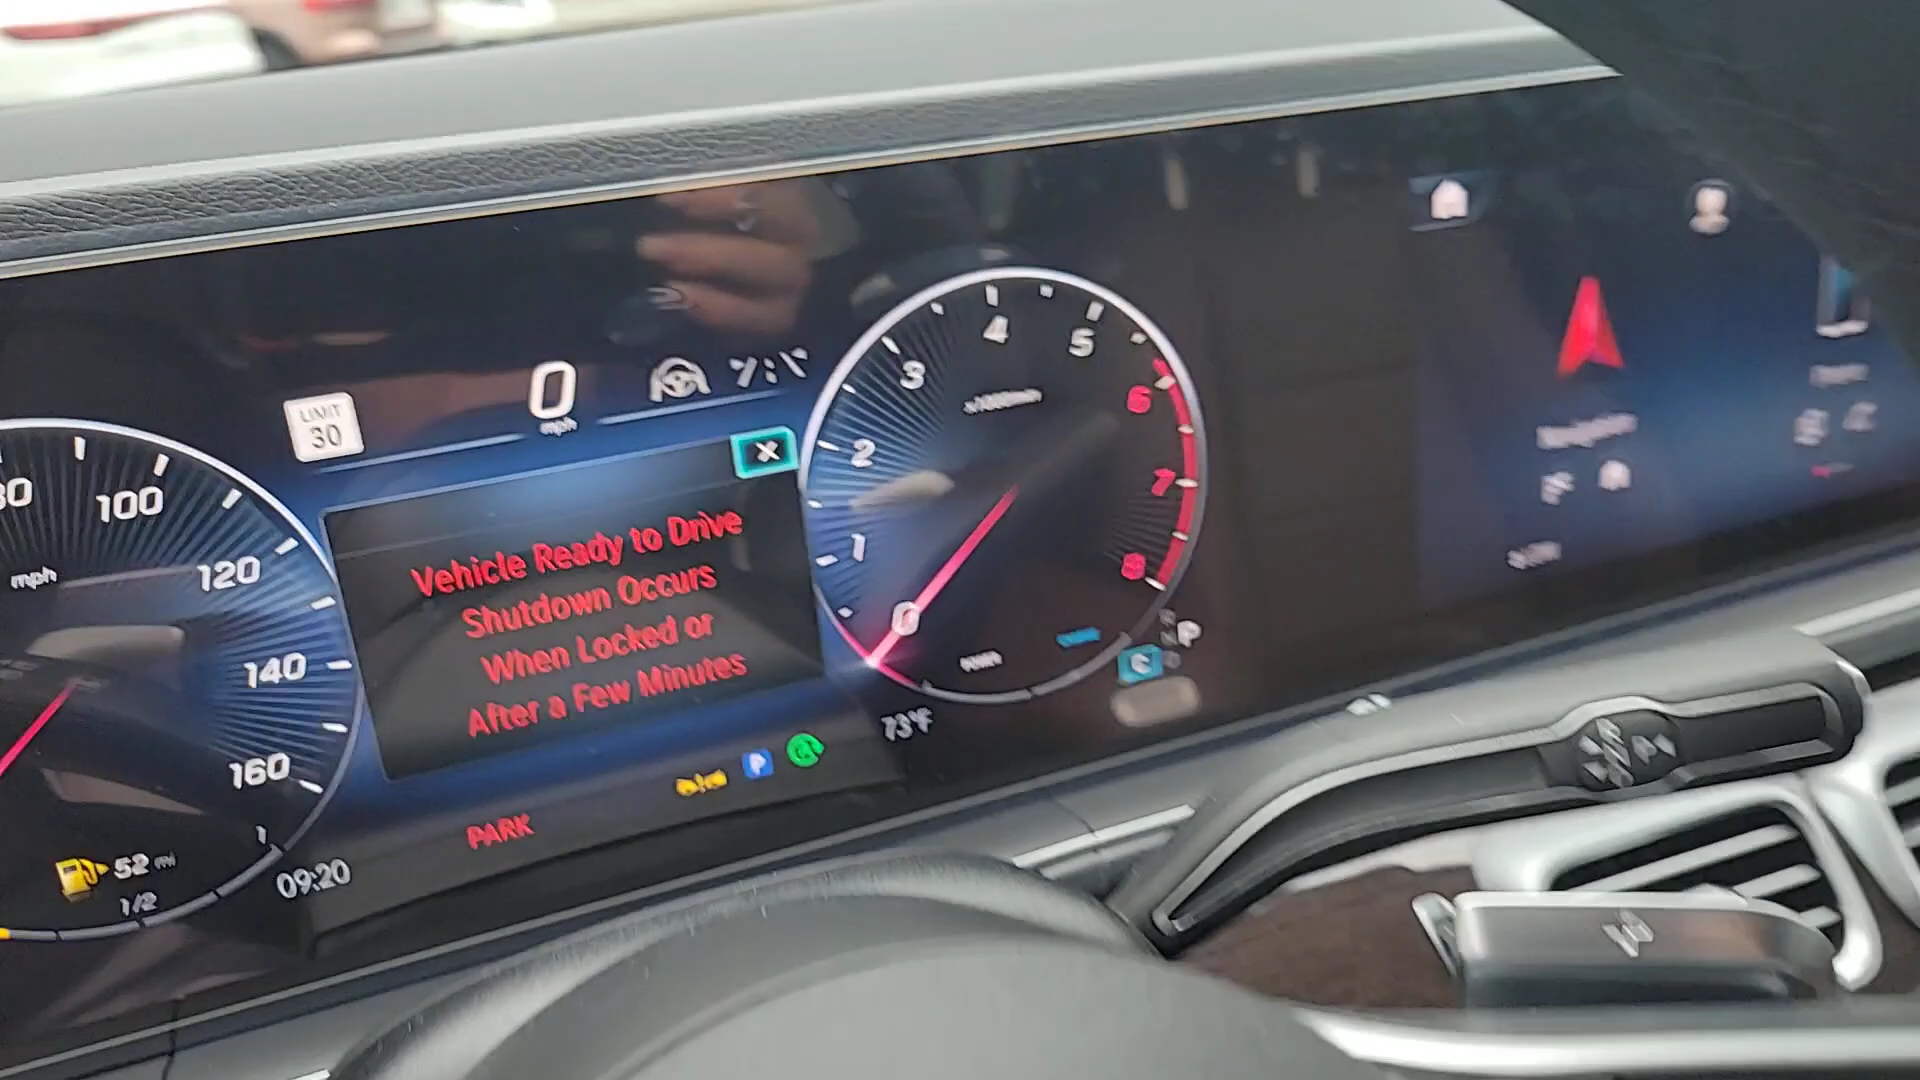 LIMIT
30
0
mph
Vehicle Ready to Drive
Shutdown Occurs
When Locked or
After a Few Minutes
PARK
P
100
120
140
160
mph
52 mi
1/2
09:20
0
1
2
3
4
5
6
7
8
73°F
C
P